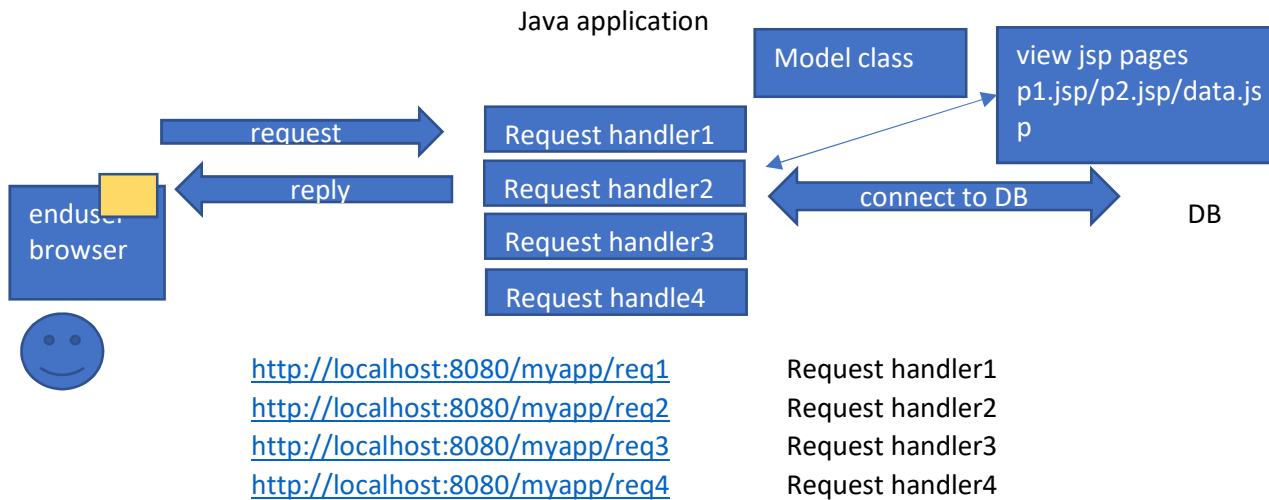 Java application
Model class
view jsp pages
p1.jsp/p2.jsp/data.js
p
request
Request handler1
reply
Request handler2
connect to DB
enduser
browser
DB
Request handler3
Request handle4
http://localhost:8080/myapp/req1 Request handler1
http://localhost:8080/myapp/req2 Request handler2
http://localhost:8080/myapp/req3 Request handler3
http://localhost:8080/myapp/req4 Request handler4